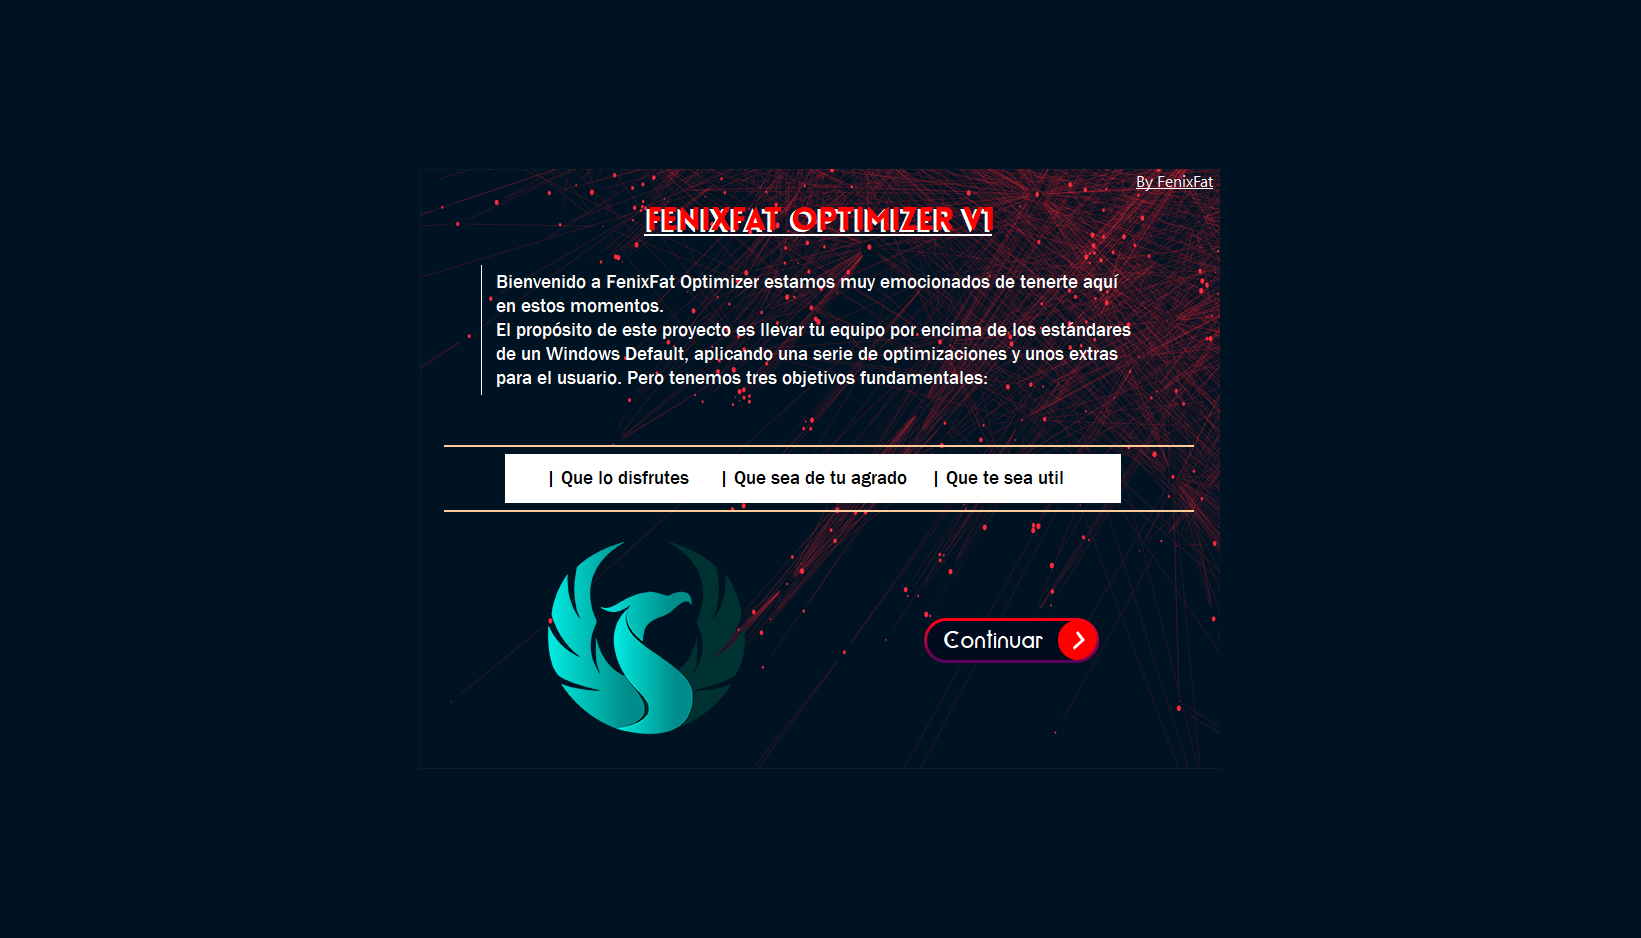 By FenixFat
FENIXFAT OPTIMIZER V1
Bienvenido a FenixFat Optimizer estamos muy emocionados de tenerte aquí
en estos momentos.
El propósito de este proyecto es llevar tu equipo por encima de los estándares
de un Windows Default, aplicando una serie de optimizaciones y unos extras
para el usuario. Pero tenemos tres objetivos fundamentales:
| Que lo disfrutes | Que sea de tu agrado | Que te sea util
Continuar